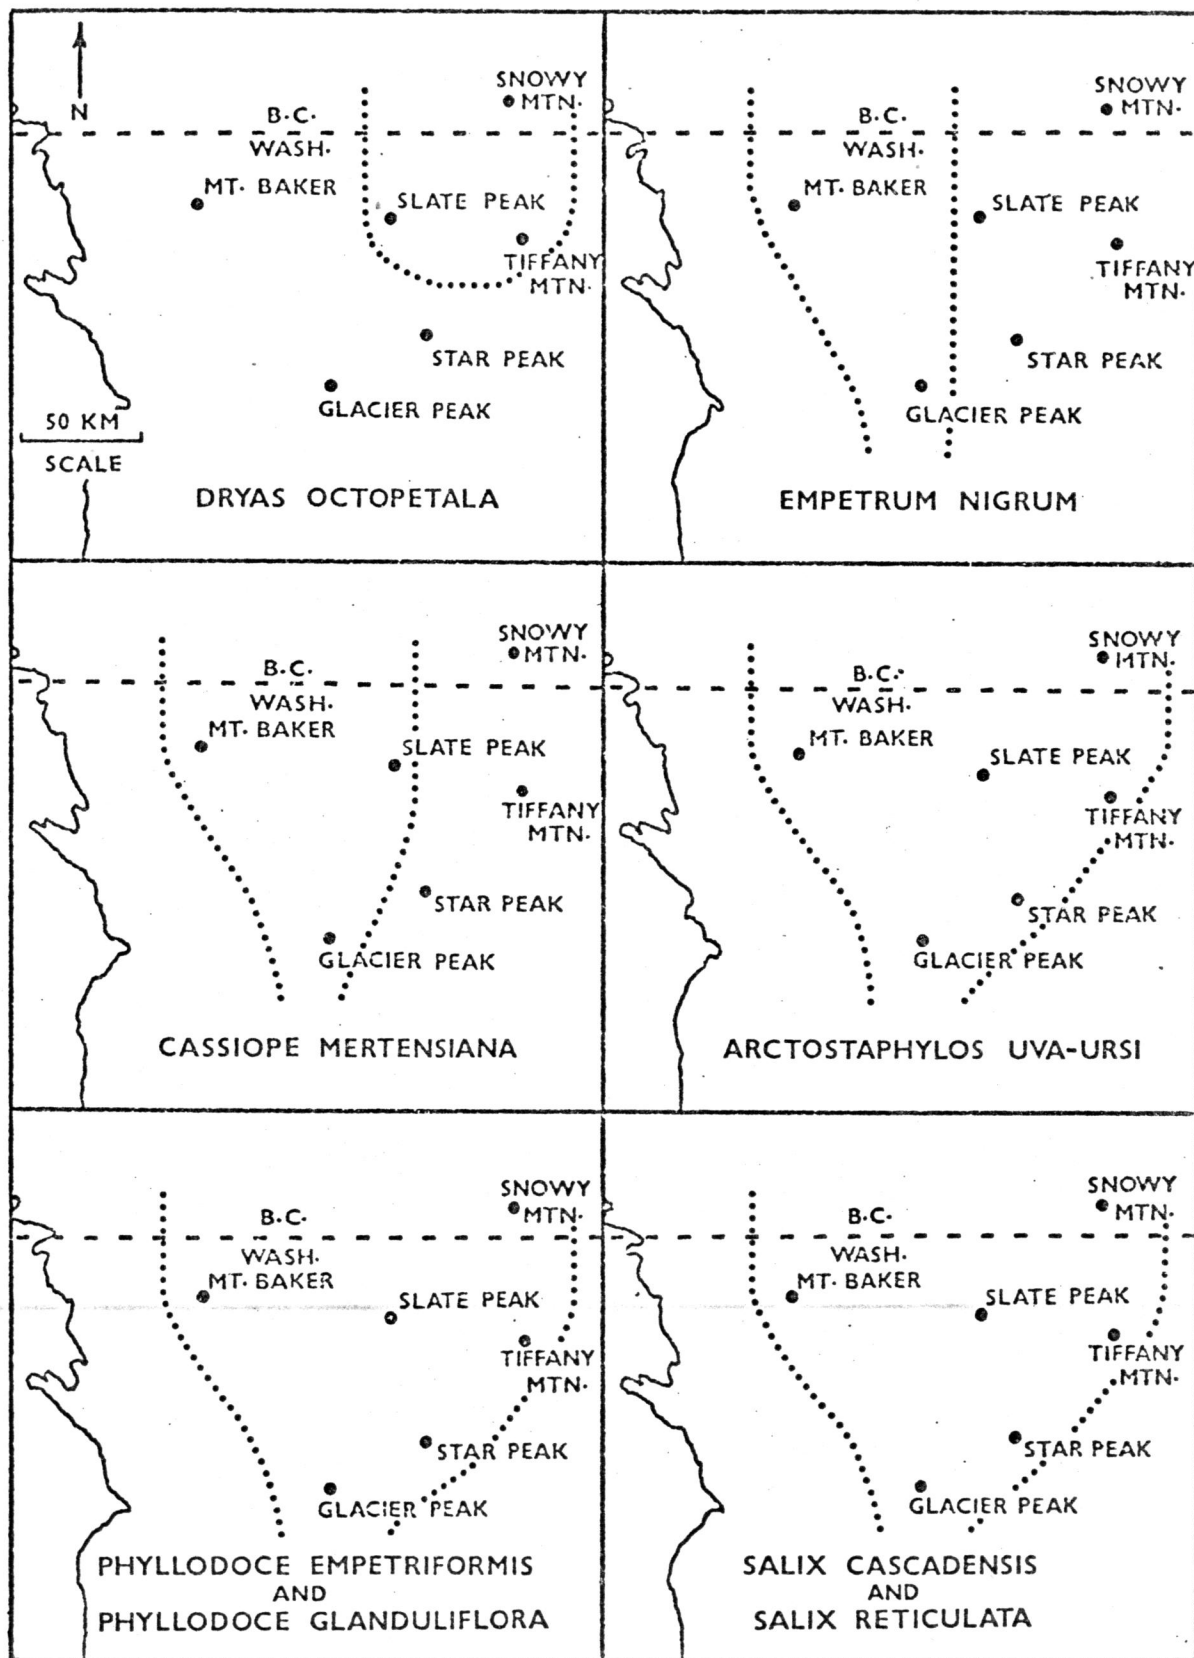 N
SNOWY
MTN.
B.C.
WASH.
MT. BAKER
SLATE PEAK
TIFFANY
MTN.
STAR PEAK
GLACIER PEAK
50 KM
SCALE
DRYAS OCTOPETALA
SNOWY
MTN.
B.C.
WASH.
MT. BAKER
SLATE PEAK
TIFFANY
MTN.
STAR PEAK
GLACIER PEAK
EMPETRUM NIGRUM
SNOWY
MTN.
B.C.
WASH.
MT. BAKER
SLATE PEAK
TIFFANY
MTN.
STAR PEAK
GLACIER PEAK
CASSIOPE MERTENSIANA
SNOWY
MTN.
B.C.
WASH.
MT. BAKER
SLATE PEAK
TIFFANY
MTN.
STAR PEAK
GLACIER PEAK
ARCTOSTAPHYLOS UVA-URSI
SNOWY
MTN.
B.C.
WASH.
MT. BAKER
SLATE PEAK
TIFFANY
MTN.
STAR PEAK
GLACIER PEAK
PHYLLODOCE EMPETRIFORMIS
AND
PHYLLODOCE GLANDULIFLORA
SNOWY
MTN.
B.C.
WASH.
MT. BAKER
SLATE PEAK
TIFFANY
MTN.
STAR PEAK
GLACIER PEAK
SALIX CASCADENSIS
AND
SALIX RETICULATA